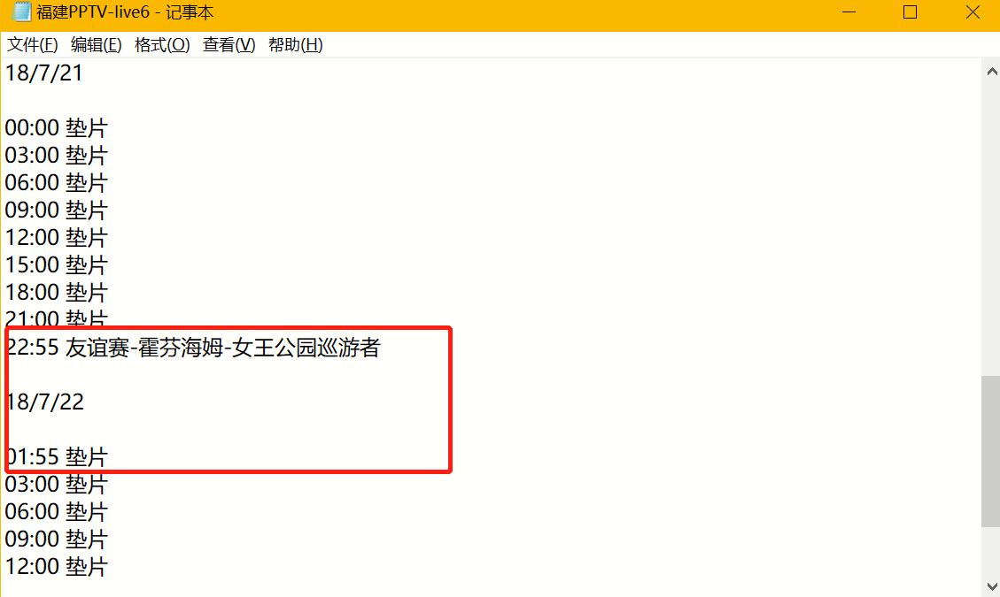 福建PPTV-live6 - 记事本
文件(F) 编辑(E) 格式(O) 查看(V) 帮助(H)
18/7/21
00:00 垫片
03:00 垫片
06:00 垫片
09:00 垫片
12:00 垫片
15:00 垫片
18:00 垫片
21:00 垫片
22:55 友谊赛-霍芬海姆-女王公园巡游者
18/7/22
01:55 垫片
03:00 垫片
06:00 垫片
09:00 垫片
12:00 垫片